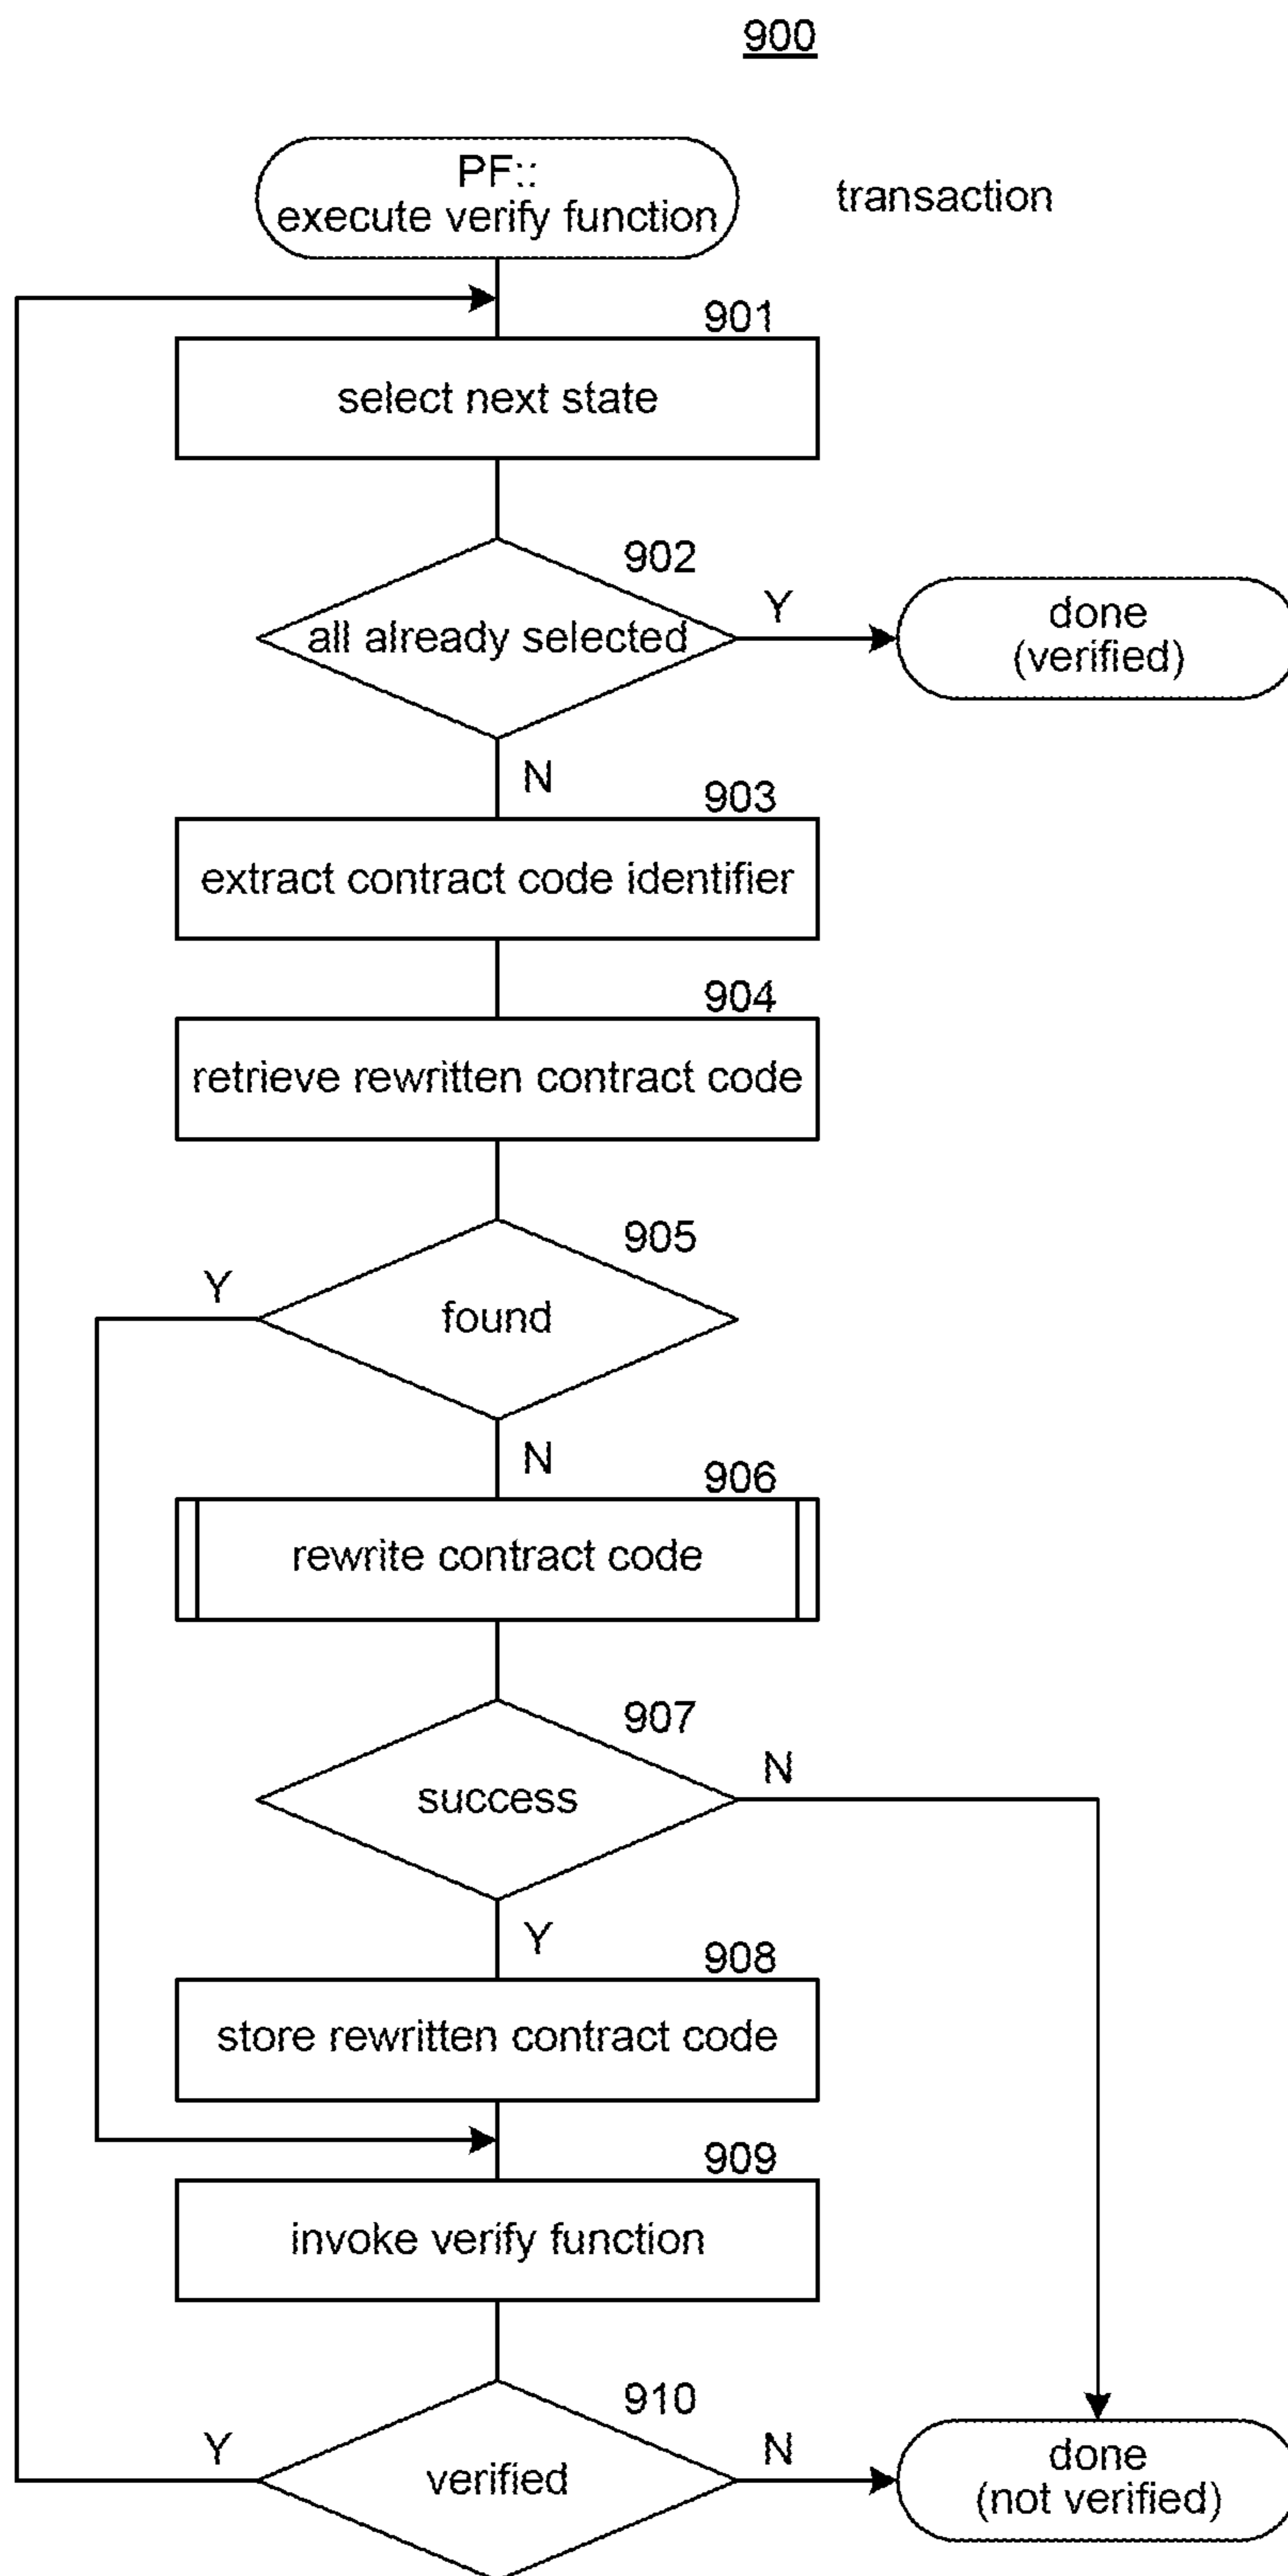 900
PF::
execute verify function
transaction
901
select next state
902
all already selected
Y
done
(verified)
N
903
extract contract code identifier
904
retrieve rewritten contract code
905
Y
found
N
906
rewrite contract code
907
N
success
Y
908
store rewritten contract code
909
invoke verify function
910
Y
verified
N
done
(not verified)